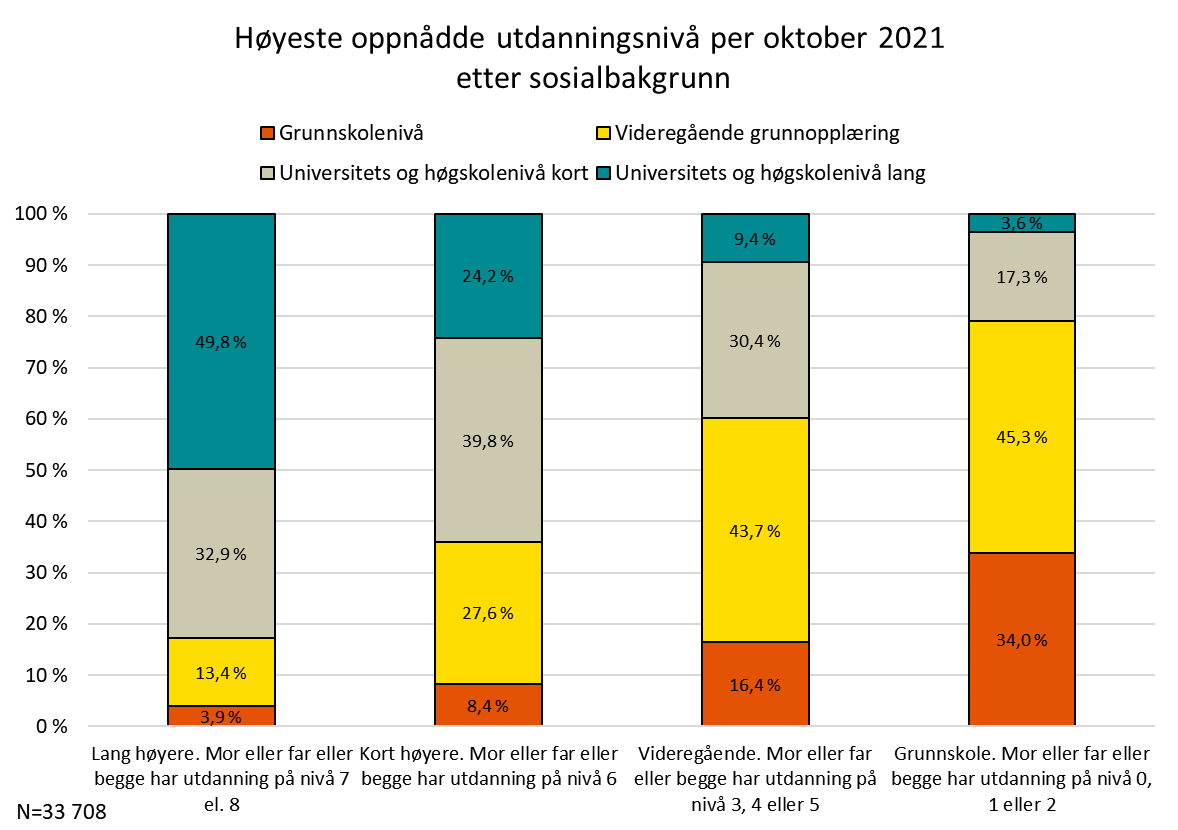 Høyeste oppnådde utdanningsnivå per oktober 2021
etter sosialbakgrunn
Grunnskolenivå
Videregående grunnopplæring
Universitets og høgskolenivå kort
Universitets og høgskolenivå lang
100 %
90 %
80 %
70 %
60 %
50 %
40 %
30 %
20 %
10 %
0 %
49,8 %
32,9 %
13,4 %
3,9 %
24,2 %
39,8 %
27,6 %
8,4 %
9,4 %
30,4 %
43,7 %
16,4 %
3,6 %
17,3 %
45,3 %
34,0 %
Lang høyere. Mor eller far eller
begge har utdanning på nivå 7
el. 8
Kort høyere. Mor eller far eller
begge har utdanning på nivå 6
Videregående. Mor eller far
eller begge har utdanning på
nivå 3, 4 eller 5
Grunnskole. Mor eller far eller
begge har utdanning på nivå 0,
1 eller 2
N=33 708